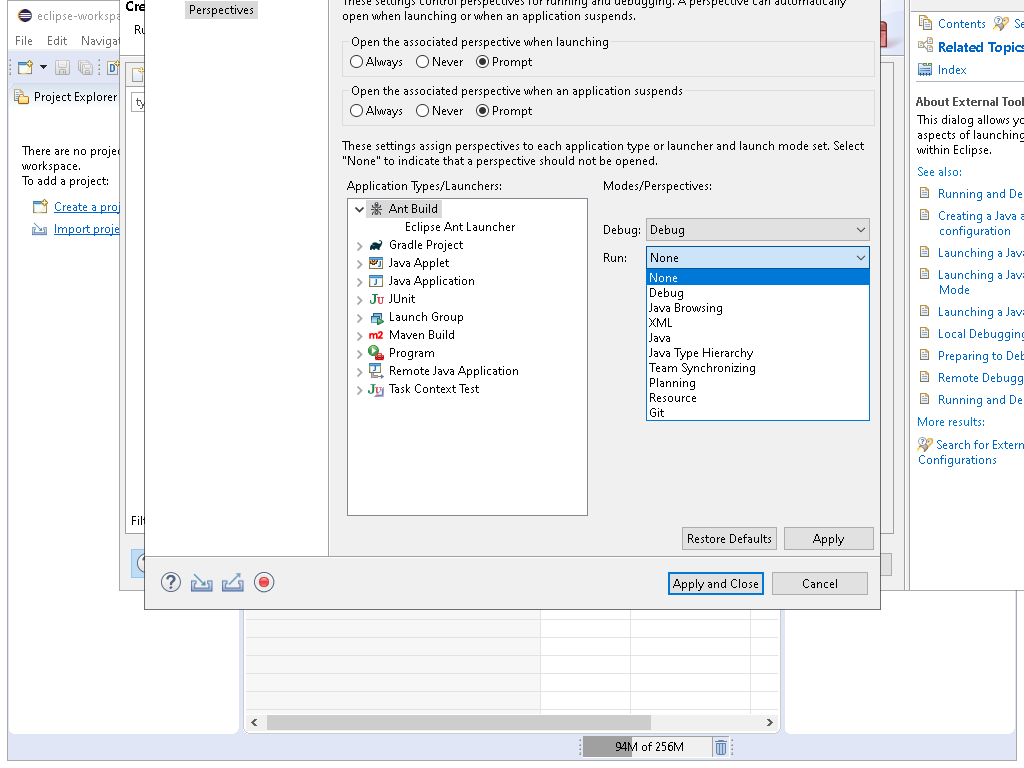 eclipse-workspa
File Edit Navigat
Project Explorer
There are no proje
workspace.
To add a project:
Create a proj
Import proje
Cre
Ru
ty
Filt
Perspectives
These settings control perspectives for running and debugging. A perspective can automatically
open when launching or when an application suspends.
Open the associated perspective when launching
Always Never Prompt
Open the associated perspective when an application suspends
Always Never Prompt
These settings assign perspectives to each application type or launcher and launch mode set. Select
"None" to indicate that a perspective should not be opened.
Application Types/Launchers:
Ant Build
Eclipse Ant Launcher
Gradle Project
Java Applet
Java Application
JUnit
Launch Group
Maven Build
Program
Remote Java Application
Task Context Test
Modes/Perspectives:
Debug: Debug
Run: None
None
Debug
Java Browsing
XML
Java
Java Type Hierarchy
Team Synchronizing
Planning
Resource
Git
Restore Defaults Apply
Apply and Close Cancel
Contents Se
Related Topics
Index
About External Tool
This dialog allows yo
aspects of launching
within Eclipse.
See also:
Running and De
Creating a Java a
configuration
Launching a Java
Launching a Java
Mode
Launching a Java
Local Debugging
Preparing to Deb
Remote Debugg
Running and De
More results:
Search for Extern
Configurations
94M of 256M